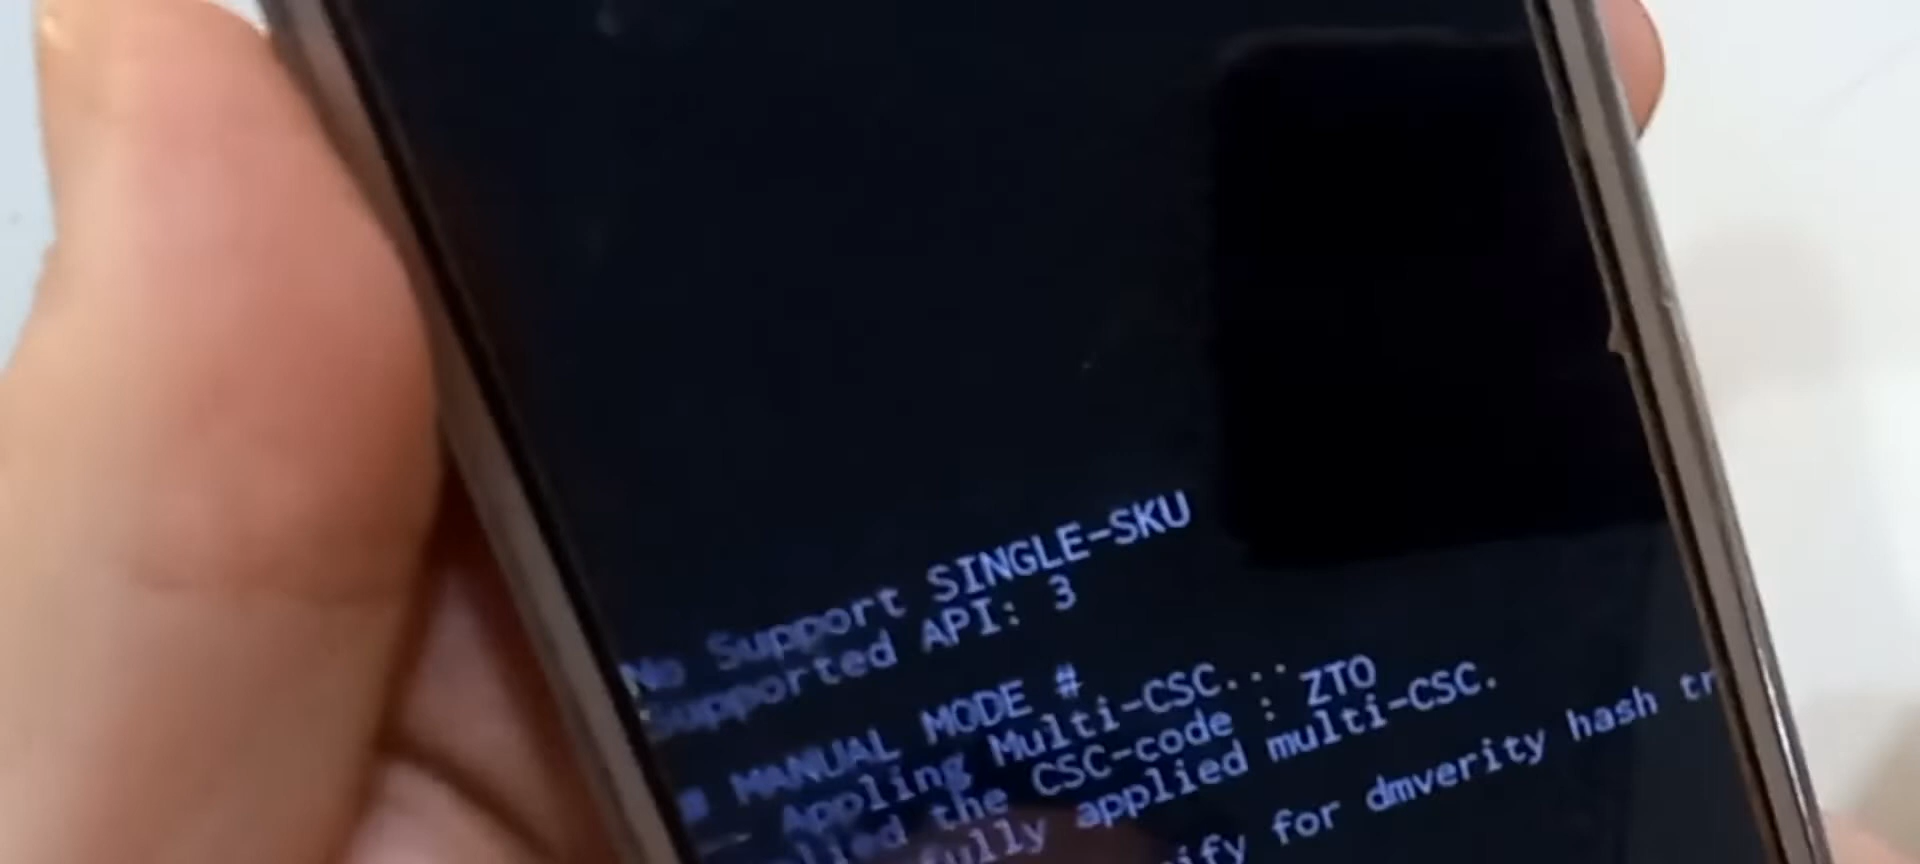 No Support SINGLE-SKU
Supported API: 3
# MANUAL MODE #
-- Appling Multi-CSC...
the CSC-code : ZTO
applied multi-CSC.
for dmverity hash